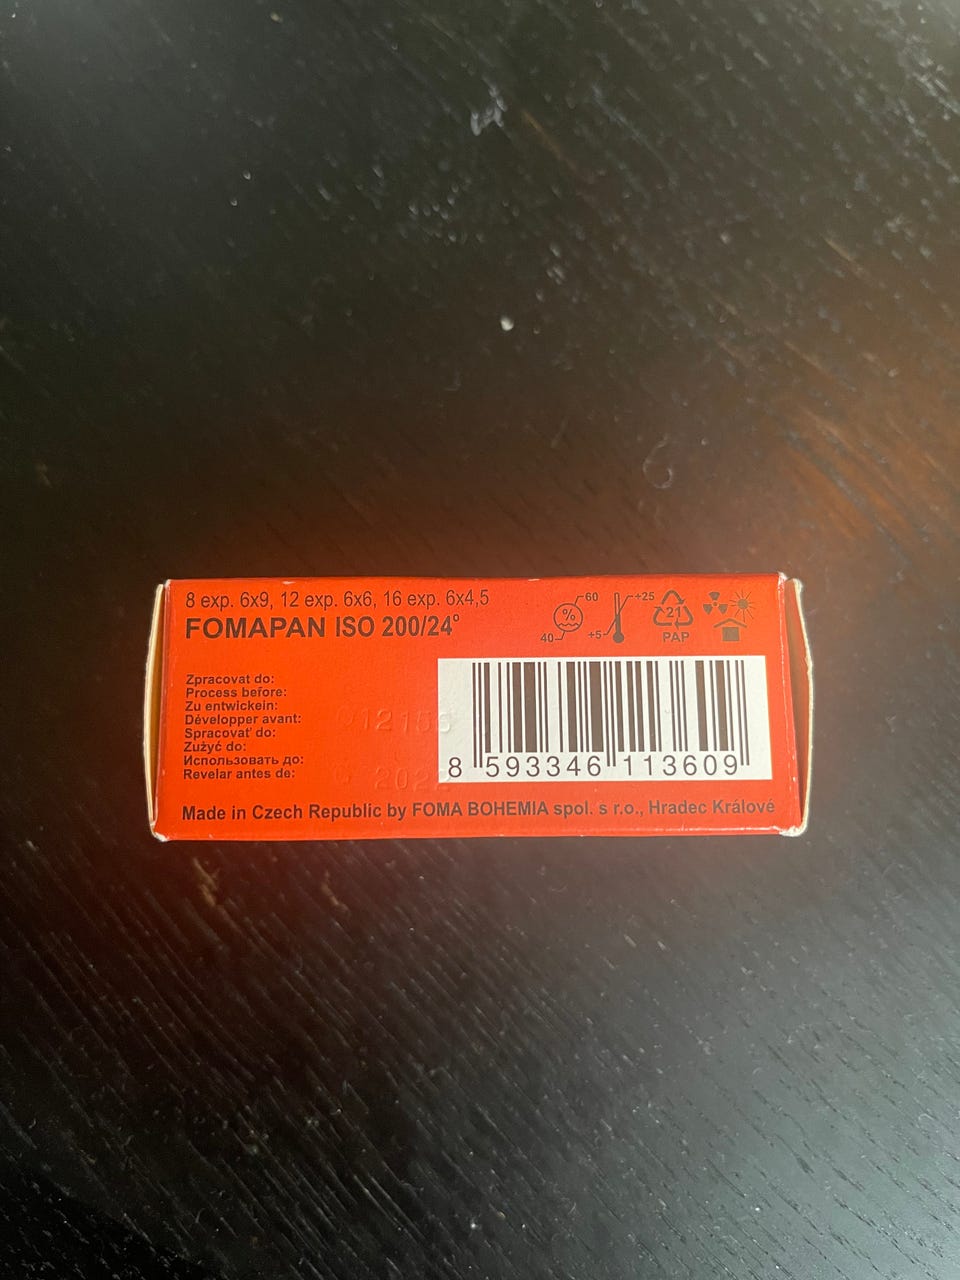 8 exp. 6x9, 12 exp. 6x6, 16 exp. 6x4,5
FOMAPAN ISO 200/24°
60
%
40
+25
+5
21
PAP
Zpracovat do:
Process before:
Zu entwickeln:
Développer avant:
Spracovať do:
Zużyć do:
Использовать до:
Revelar antes de:
8 593346 113609
Made in Czech Republic by FOMA BOHEMIA spol. s r.o., Hradec Králové